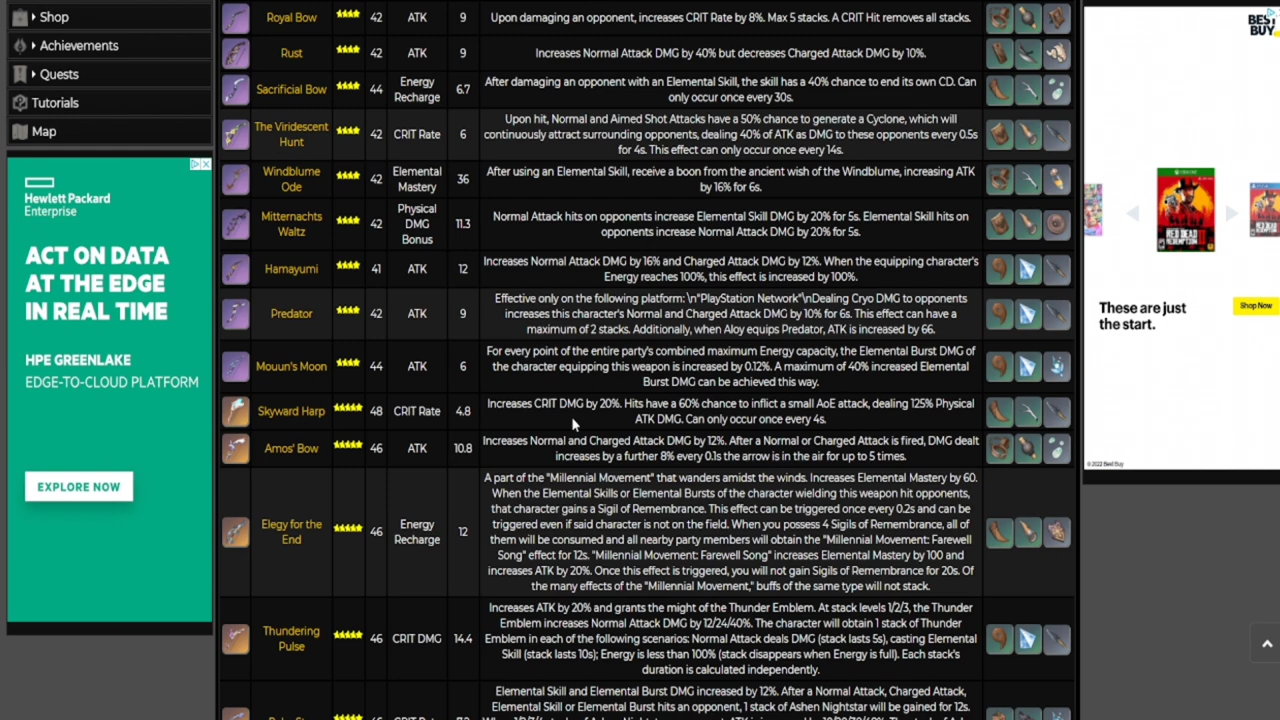 Shop
Achievements
Quests
Tutorials
Map
Hewlett Packard
Enterprise
ACT ON DATA
AT THE EDGE
IN REAL TIME
HPE GREENLAKE
EDGE-TO-CLOUD PLATFORM
EXPLORE NOW
Royal Bow 42 ATK 9 Upon damaging an opponent, increases CRIT Rate by 8%. Max 5 stacks. A CRIT Hit removes all stacks.
Rust 42 ATK 9 Increases Normal Attack DMG by 40% but decreases Charged Attack DMG by 10%.
Sacrificial Bow 44 Energy Recharge 6.7 After damaging an opponent with an Elemental Skill, the skill has a 40% chance to end its own CD. Can
only occur once every 30s.
The Viridescent Hunt 42 CRIT Rate 6 Upon hit, Normal and Aimed Shot Attacks have a 50% chance to generate a Cyclone, which will
continuously attract surrounding opponents, dealing 40% of ATK as DMG to these opponents every 0.5s
for 4s. This effect can only occur once every 14s.
Windblume Ode 42 Elemental Mastery 36 After using an Elemental Skill, receive a boon from the ancient wish of the Windblume, increasing ATK
by 16% for 6s.
Mitternachts Waltz 42 Physical DMG Bonus 11.3 Normal Attack hits on opponents increase Elemental Skill DMG by 20% for 5s. Elemental Skill hits on
opponents increase Normal Attack DMG by 20% for 5s.
Hamayumi 41 ATK 12 Increases Normal Attack DMG by 16% and Charged Attack DMG by 12%. When the equipping character's
Energy reaches 100%, this effect is increased by 100%.
Predator 42 ATK 9 Effective only on the following platform: \n"PlayStation Network"\nDealing Cryo DMG to opponents
increases this character's Normal and Charged Attack DMG by 10% for 6s. This effect can have a
maximum of 2 stacks. Additionally, when Aloy equips Predator, ATK is increased by 66.
Mouun's Moon 44 ATK 6 For every point of the entire party's combined maximum Energy capacity, the Elemental Burst DMG of
the character equipping this weapon is increased by 0.12%. A maximum of 40% increased Elemental
Burst DMG can be achieved this way.
Skyward Harp 48 CRIT Rate 4.8 Increases CRIT DMG by 20%. Hits have a 60% chance to inflict a small AoE attack, dealing 125% Physical
ATK DMG. Can only occur once every 4s.
Amos' Bow 46 ATK 10.8 Increases Normal and Charged Attack DMG by 12%. After a Normal or Charged Attack is fired, DMG dealt
increases by a further 8% every 0.1s the arrow is in the air for up to 5 times.
Elegy for the End 46 Energy Recharge 12 A part of the "Millennial Movement" that wanders amidst the winds. Increases Elemental Mastery by 60.
When the Elemental Skills or Elemental Bursts of the character wielding this weapon hit opponents,
that character gains a Sigil of Remembrance. This effect can be triggered once every 0.2s and can be
triggered even if said character is not on the field. When you possess 4 Sigils of Remembrance, all of
them will be consumed and all nearby party members will obtain the "Millennial Movement: Farewell
Song" effect for 12s. "Millennial Movement: Farewell Song" increases Elemental Mastery by 100 and
increases ATK by 20%. Once this effect is triggered, you will not gain Sigils of Remembrance for 20s. Of
the many effects of the "Millennial Movement," buffs of the same type will not stack.
Thundering Pulse 46 CRIT DMG 14.4 Increases ATK by 20% and grants the might of the Thunder Emblem. At stack levels 1/2/3, the Thunder
Emblem increases Normal Attack DMG by 12/24/40%. The character will obtain 1 stack of Thunder
Emblem in each of the following scenarios: Normal Attack deals DMG (stack lasts 5s), casting Elemental
Skill (stack lasts 10s); Energy is less than 100% (stack disappears when Energy is full). Each stack's
duration is calculated independently.
Elemental Skill and Elemental Burst DMG increased by 12%. After a Normal Attack, Charged Attack,
Elemental Skill or Elemental Burst hits an opponent, 1 stack of Ashen Nightstar will be gained for 12s.
BEST
BUY
RED DEAD
REDEMPTION
These are just
the start.
Shop Now
©2022 Best Buy